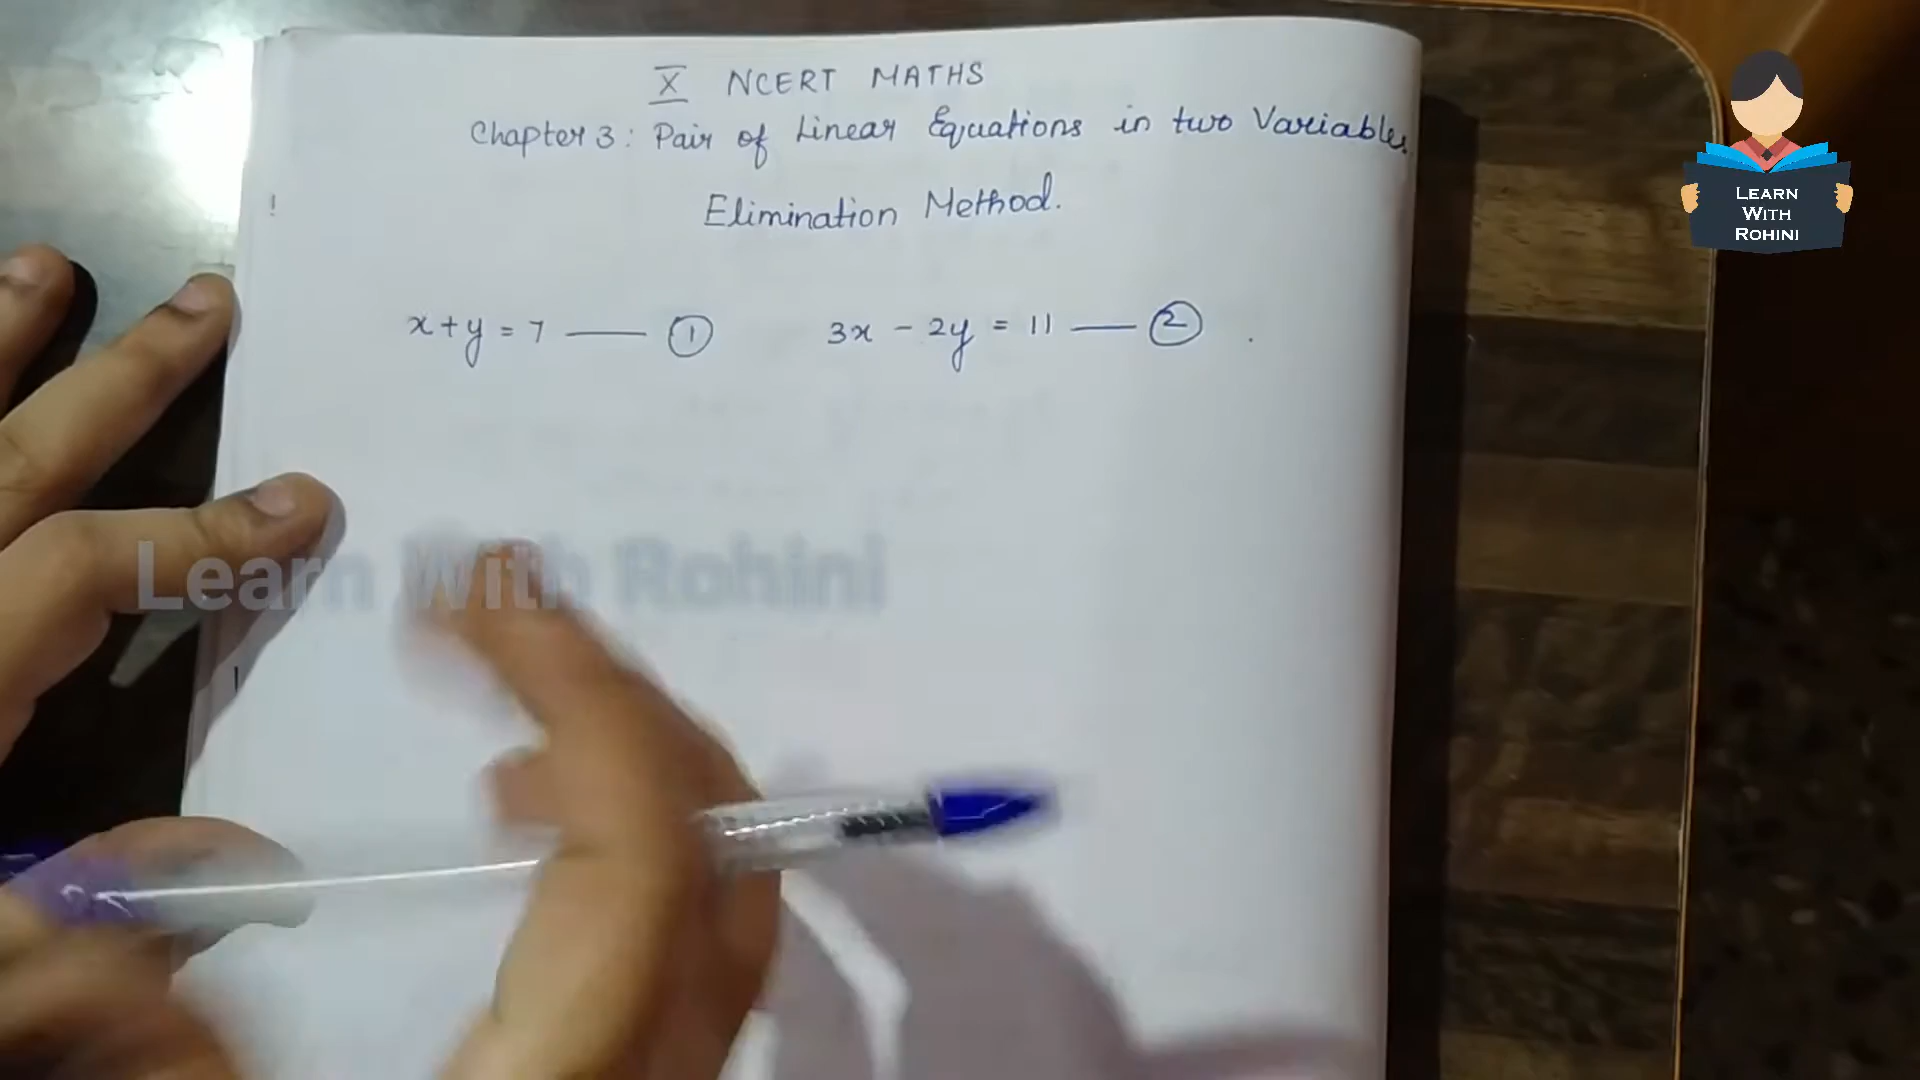 X NCERT MATHS
Chapter 3: Pair of Linear Equations in two Variables.
Elimination Method.
x+y = 7 —— ① 3x - 2y = 11 —— ②
Learn With Rohini
LEARN
WITH
ROHINI